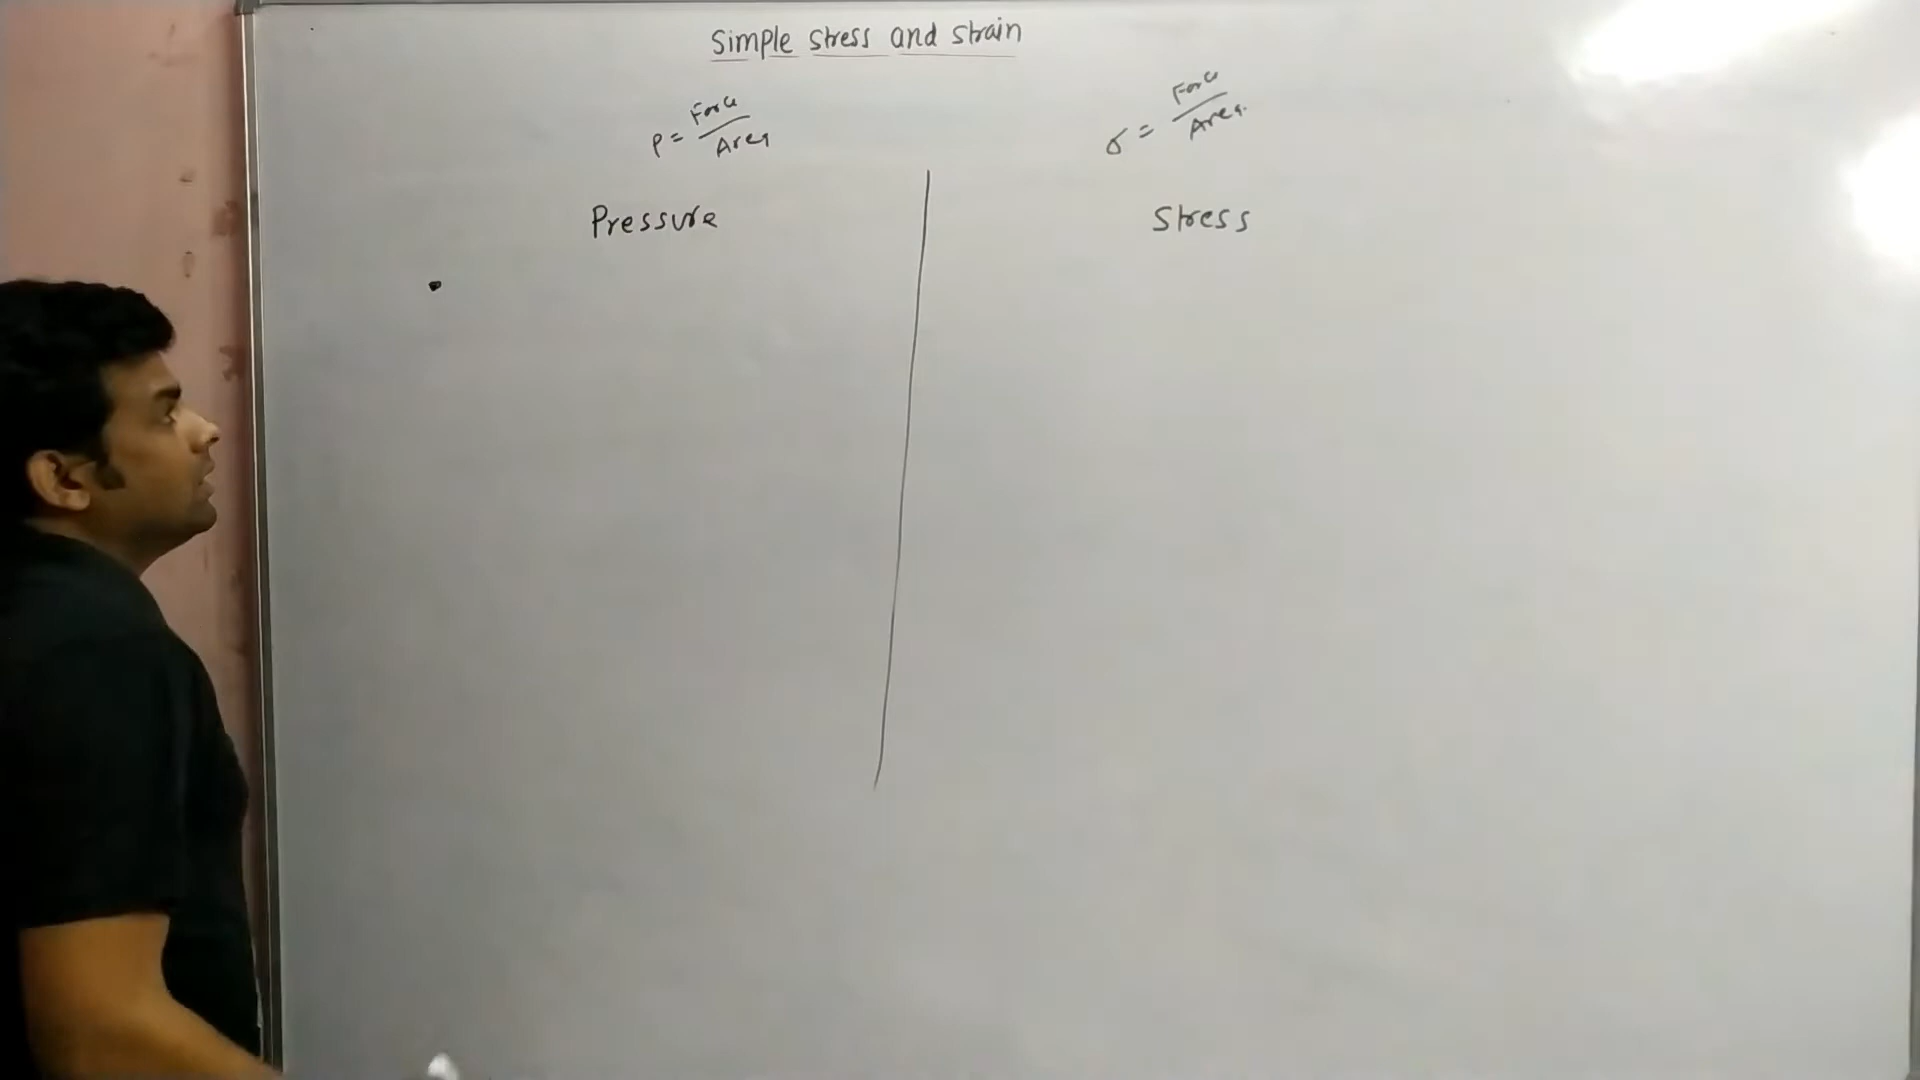 Simple stress and strain
P = Force / Area
σ = Force / Area.
Pressure
Stress